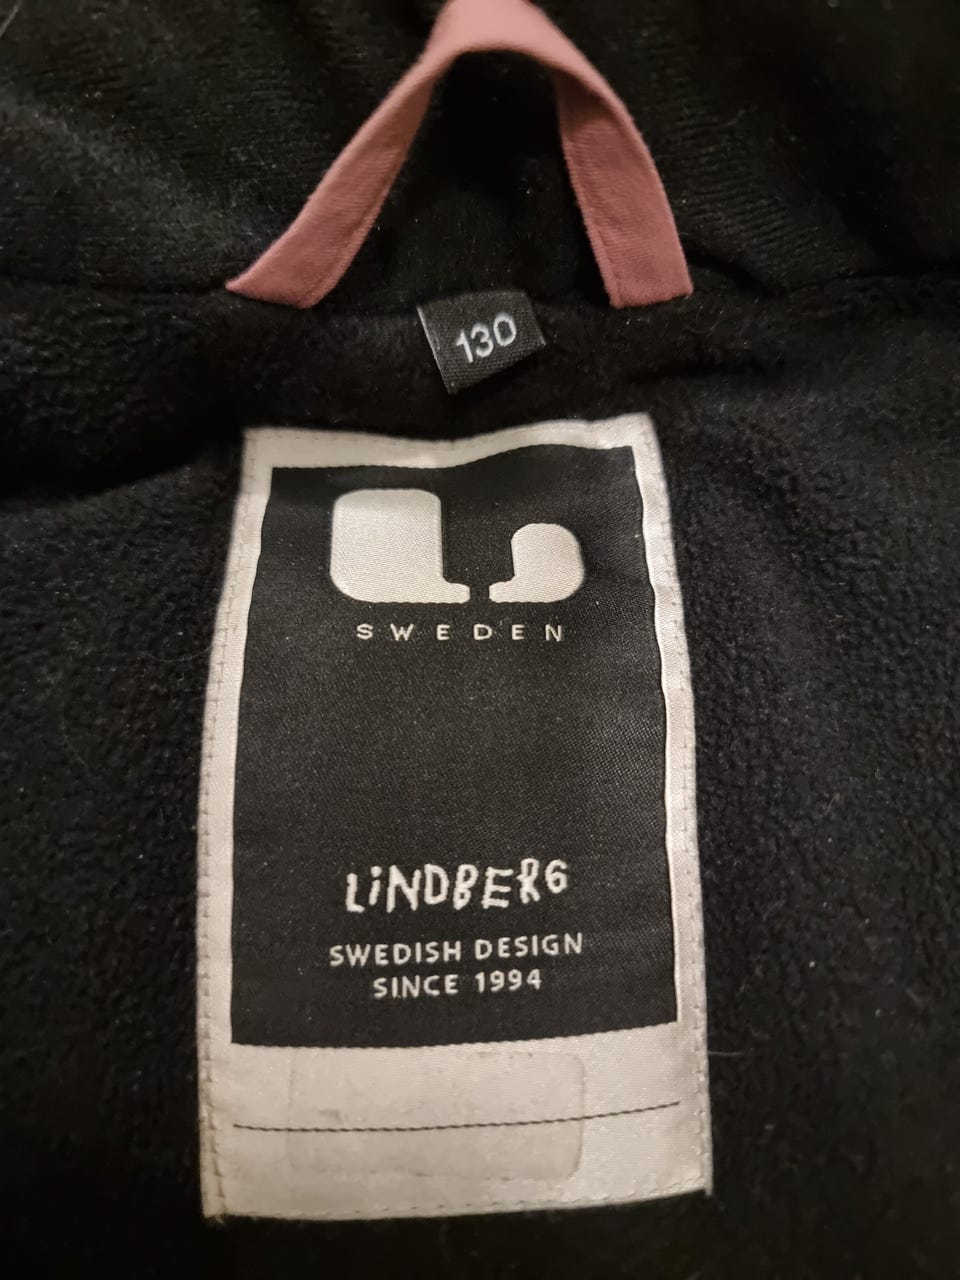 130
SWEDEN
LiNDBERG
SWEDISH DESIGN
SINCE 1994